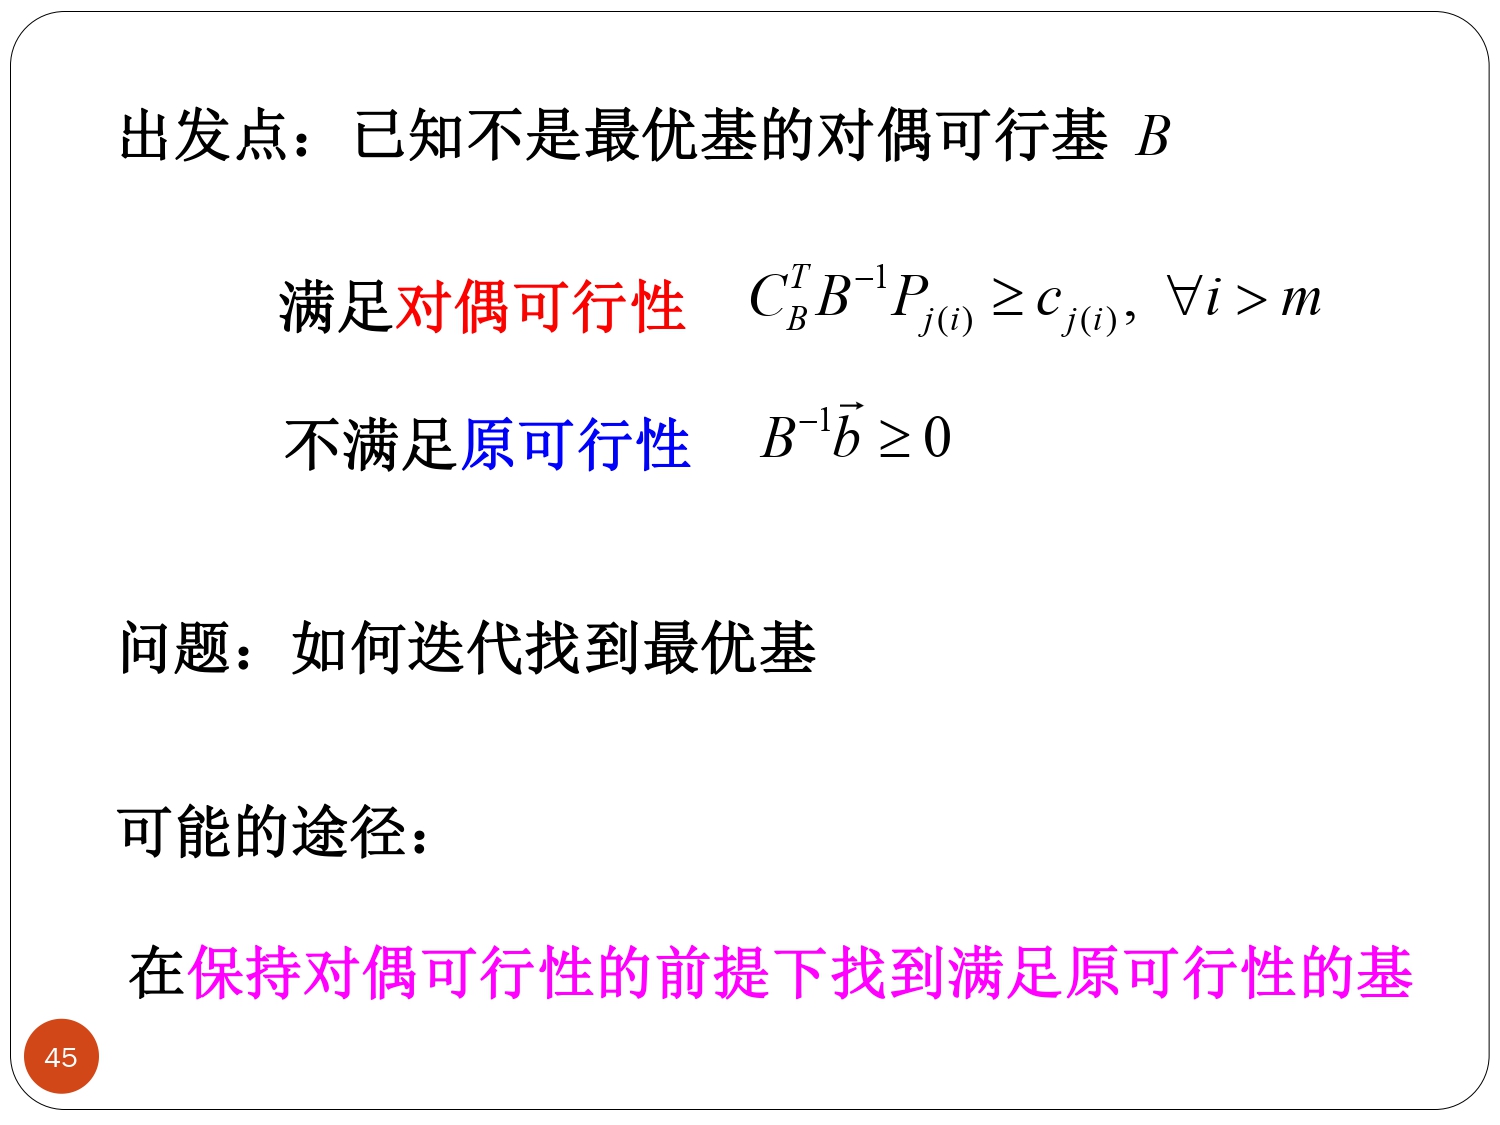 出发点：已知不是最优基的对偶可行基 B
满足对偶可行性 $C_B^T B^{-1} P_{j(i)} \geq c_{j(i)}, \forall i > m$
不满足原可行性 $B^{-1}\vec{b} \geq 0$
问题：如何迭代找到最优基
可能的途径：
在保持对偶可行性的前提下找到满足原可行性的基
45